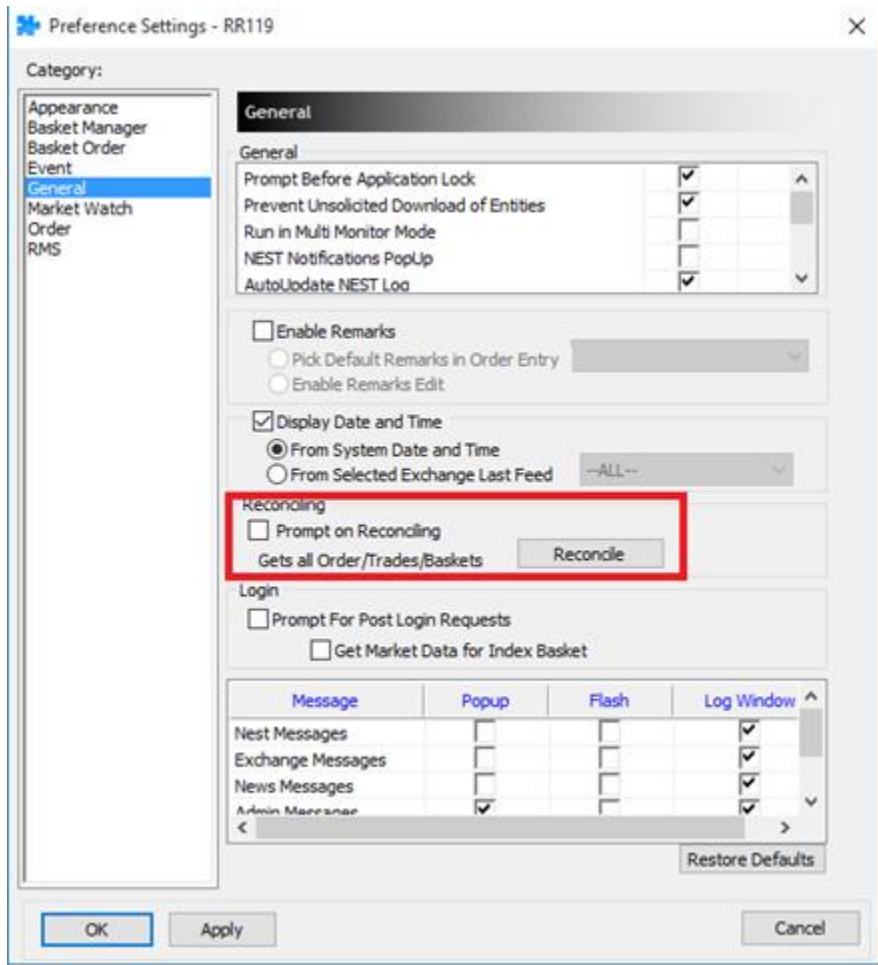 Preference Settings - RR119
Category:
Appearance
Basket Manager
Basket Order
Event
General
Market Watch
Order
RMS
General
General
Prompt Before Application Lock
Prevent Unsolicited Download of Entities
Run in Multi Monitor Mode
NEST Notifications PopUp
AutoUpdate NEST Log
Enable Remarks
Pick Default Remarks in Order Entry
Enable Remarks Edit
Display Date and Time
From System Date and Time
From Selected Exchange Last Feed --ALL--
Reconciling
Prompt on Reconciling
Gets all Order/Trades/Baskets Reconcile
Login
Prompt For Post Login Requests
Get Market Data for Index Basket
Message Popup Flash Log Window
Nest Messages
Exchange Messages
News Messages
Admin Messages
Restore Defaults
OK Apply Cancel